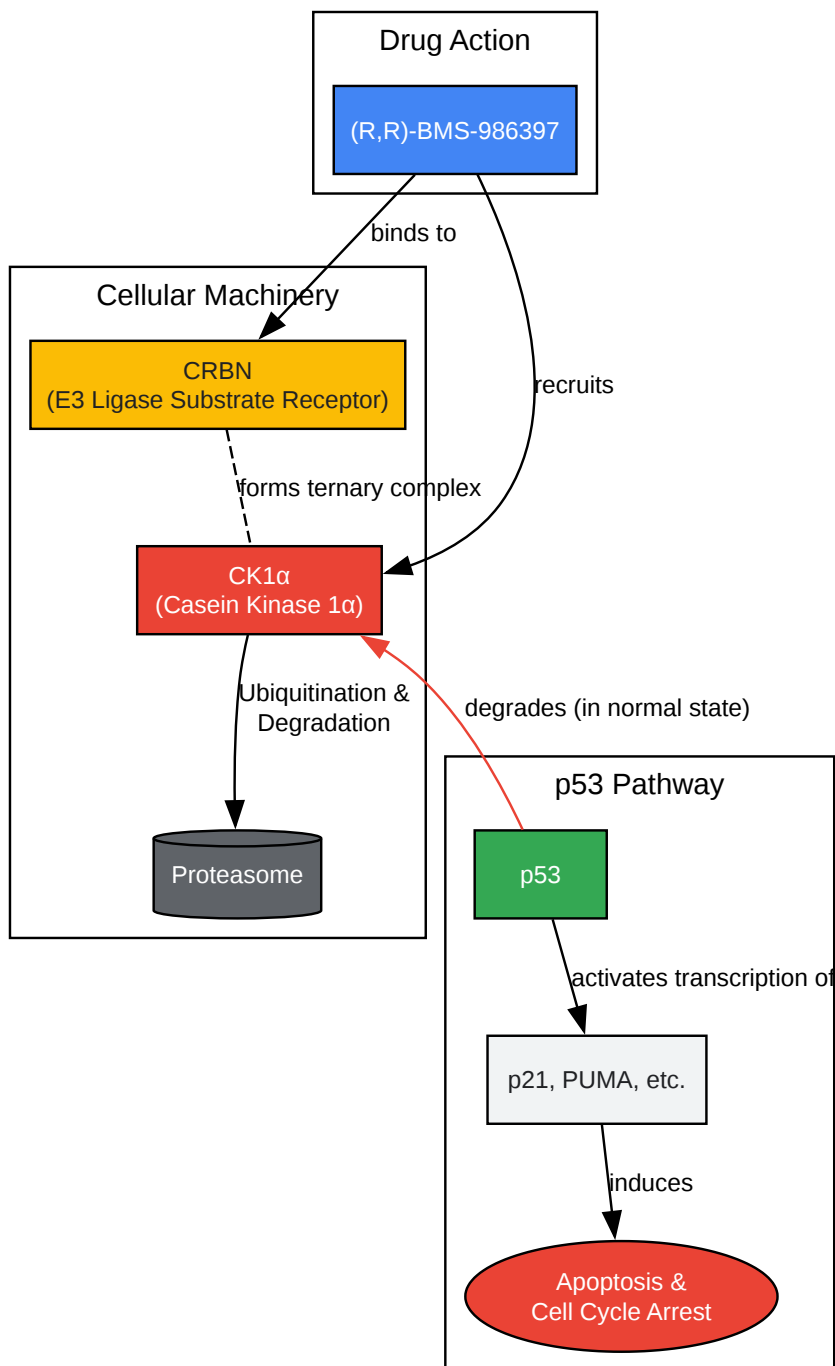 Drug Action
(R,R)-BMS-986397
binds to
Cellular Machinery
recruits
CRBN
(E3 Ligase Substrate Receptor)
forms ternary complex
CK1α
(Casein Kinase 1α)
Ubiquitination &
Degradation
degrades (in normal state)
Proteasome
p53 Pathway
p53
activates transcription of
p21, PUMA, etc.
induces
Apoptosis &
Cell Cycle Arrest